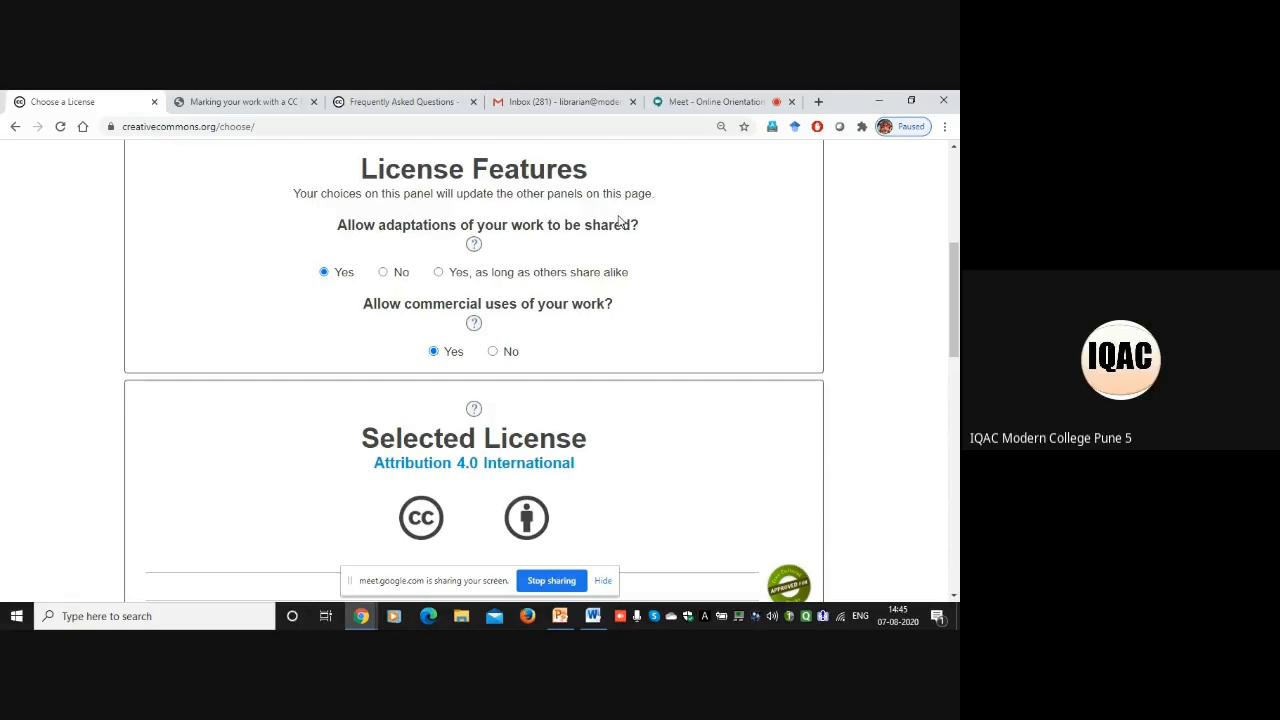 Choose a License
Marking your work with a CC
Frequently Asked Questions -
Inbox (281) - librarian@mode
Meet - Online Orientation
creativecommons.org/choose/
Paused
License Features
Your choices on this panel will update the other panels on this page.
Allow adaptations of your work to be shared?
?
Yes
No
Yes, as long as others share alike
Allow commercial uses of your work?
?
Yes
No
?
Selected License
Attribution 4.0 International
cc
APPROVED FOR
meet.google.com is sharing your screen.
Stop sharing
Hide
Type here to search
ENG
14:45
07-08-2020
IQAC
IQAC Modern College Pune 5